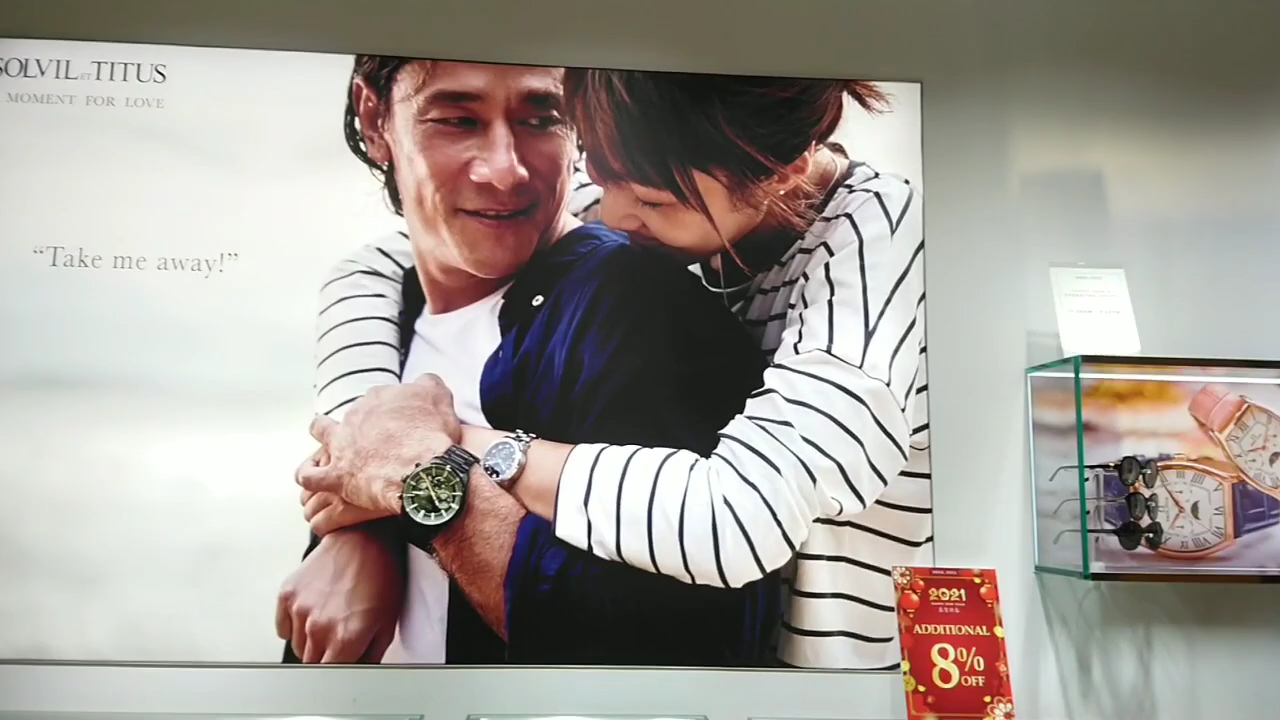 SOLVIL ET TITUS
MOMENT FOR LOVE
“Take me away!”
2021
ADDITIONAL
8%
OFF